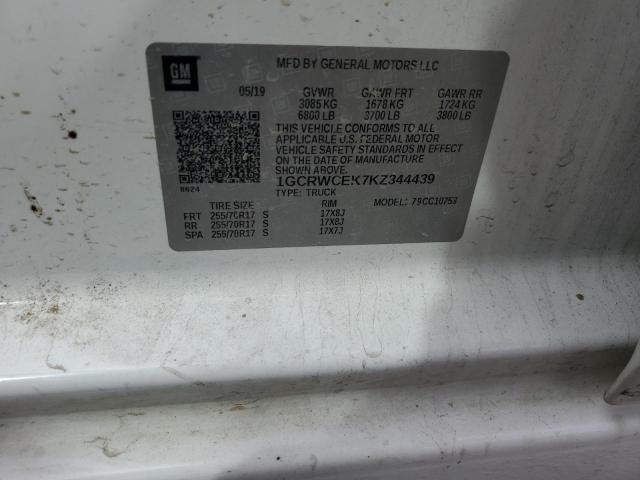 GM
MFD BY GENERAL MOTORS LLC
05/19 GVWR GAWR FRT GAWR RR
3085 KG 1678 KG 1724 KG
6800 LB 3700 LB 3800 LB
THIS VEHICLE CONFORMS TO ALL
APPLICABLE U.S. FEDERAL MOTOR
VEHICLE SAFETY STANDARDS IN EFFECT
ON THE DATE OF MANUFACTURE
SHOWN ABOVE.
8624 1GCRWCEK7KZ344439
TYPE: TRUCK
TIRE SIZE RIM MODEL: 79CC10753
FRT 255/70R17 S 17X8J
RR 255/70R17 S 17X8J
SPA 255/70R17 S 17X7J